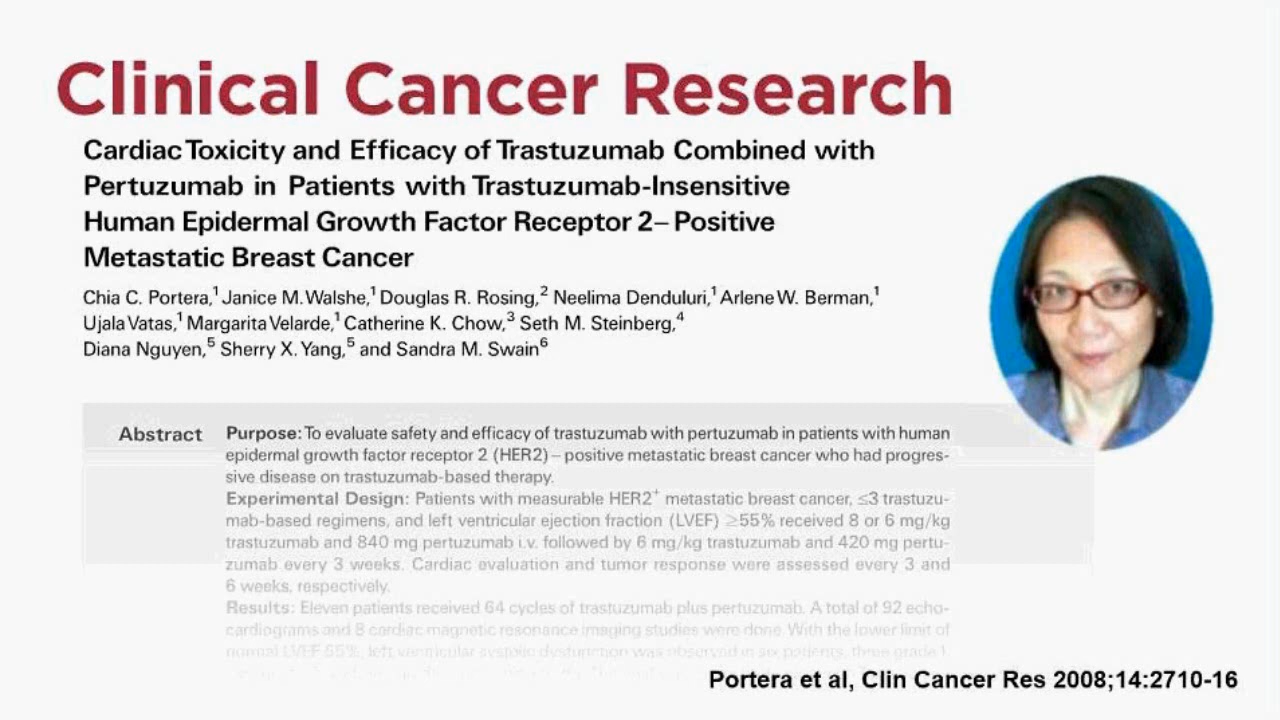 Clinical Cancer Research
Cardiac Toxicity and Efficacy of Trastuzumab Combined with
Pertuzumab in Patients with Trastuzumab-Insensitive
Human Epidermal Growth Factor Receptor 2–Positive
Metastatic Breast Cancer
Chia C. Portera,1 Janice M. Walshe,1 Douglas R. Rosing,2 Neelima Denduluri,1 Arlene W. Berman,1
Ujala Vatas,1 Margarita Velarde,1 Catherine K. Chow,3 Seth M. Steinberg,4
Diana Nguyen,5 Sherry X. Yang,5 and Sandra M. Swain6
Abstract Purpose: To evaluate safety and efficacy of trastuzumab with pertuzumab in patients with human
epidermal growth factor receptor 2 (HER2)–positive metastatic breast cancer who had progres-
sive disease on trastuzumab-based therapy.
Experimental Design: Patients with measurable HER2+ metastatic breast cancer, ≤3 trastuzu-
mab-based regimens, and left ventricular ejection fraction (LVEF) ≥55% received 8 or 6 mg/kg
trastuzumab and 840 mg pertuzumab i.v. followed by 6 mg/kg trastuzumab and 420 mg pertu-
zumab every 3 weeks. Cardiac evaluation and tumor response were assessed every 3 and
6 weeks, respectively.
Results: Eleven patients received 64 cycles of trastuzumab plus pertuzumab. A total of 92 echo-
cardiograms and 8 cardiac magnetic resonance imaging studies were done. With the lower limit of
normal LVEF 55%, left ventricular systolic dysfunction was observed in six patients, three grade 1,
Portera et al, Clin Cancer Res 2008;14:2710-16